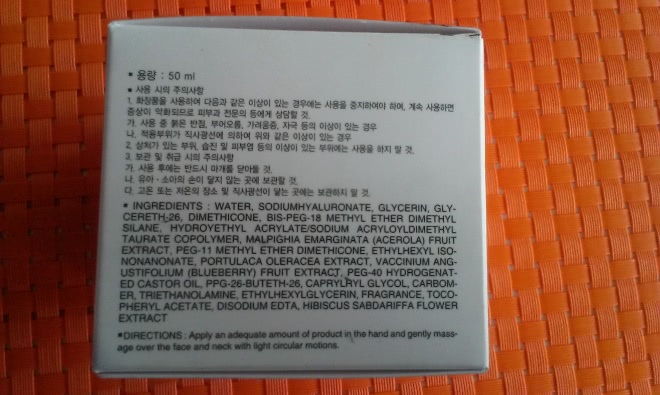 * 용량 : 50 ml
* 사용 시의 주의사항
1. 화장품을 사용하여 다음과 같은 이상이 있는 경우에는 사용을 중지하여야 하며, 계속 사용하면
증상이 악화되므로 피부과 전문의 등에게 상담할 것.
가. 사용 중 붉은 반점, 부어오름, 가려움증, 자극 등의 이상이 있는 경우
나. 적용부위가 직사광선에 의하여 위와 같은 이상이 있는 경우
2. 상처가 있는 부위, 습진 및 피부염 등의 이상이 있는 부위에는 사용을 하지 말 것.
3. 보관 및 취급 시의 주의사항
가. 사용 후에는 반드시 마개를 닫아둘 것.
나. 유아·소아의 손이 닿지 않는 곳에 보관할 것.
다. 고온 또는 저온의 장소 및 직사광선이 닿는 곳에는 보관하지 말 것.
* INGREDIENTS : WATER, SODIUMHYALURONATE, GLYCERIN, GLY-
CERETH-26, DIMETHICONE, BIS-PEG-18 METHYL ETHER DIMETHYL
SILANE, HYDROYETHYL ACRYLATE/SODIUM ACRYLOYLDIMETHYL
TAURATE COPOLYMER, MALPIGHIA EMARGINATA (ACEROLA) FRUIT
EXTRACT, PEG-11 METHYL ETHER DIMETHICONE, ETHYLHEXYL ISO-
NONANONATE, PORTULACA OLERACEA EXTRACT, VACCINIUM ANG-
USTIFOLIUM (BLUEBERRY) FRUIT EXTRACT, PEG-40 HYDROGENAT-
ED CASTOR OIL, PPG-26-BUTETH-26, CAPRYLRYL GLYCOL, CARBOM-
ER, TRIETHANOLAMINE, ETHYLHEXYLGLYCERIN, FRAGRANCE, TOCO-
PHERYL ACETATE, DISODIUM EDTA, HIBISCUS SABDARIFFA FLOWER
EXTRACT
*DIRECTIONS : Apply an adequate amount of product in the hand and gently mass-
age over the face and neck with light circular motions.